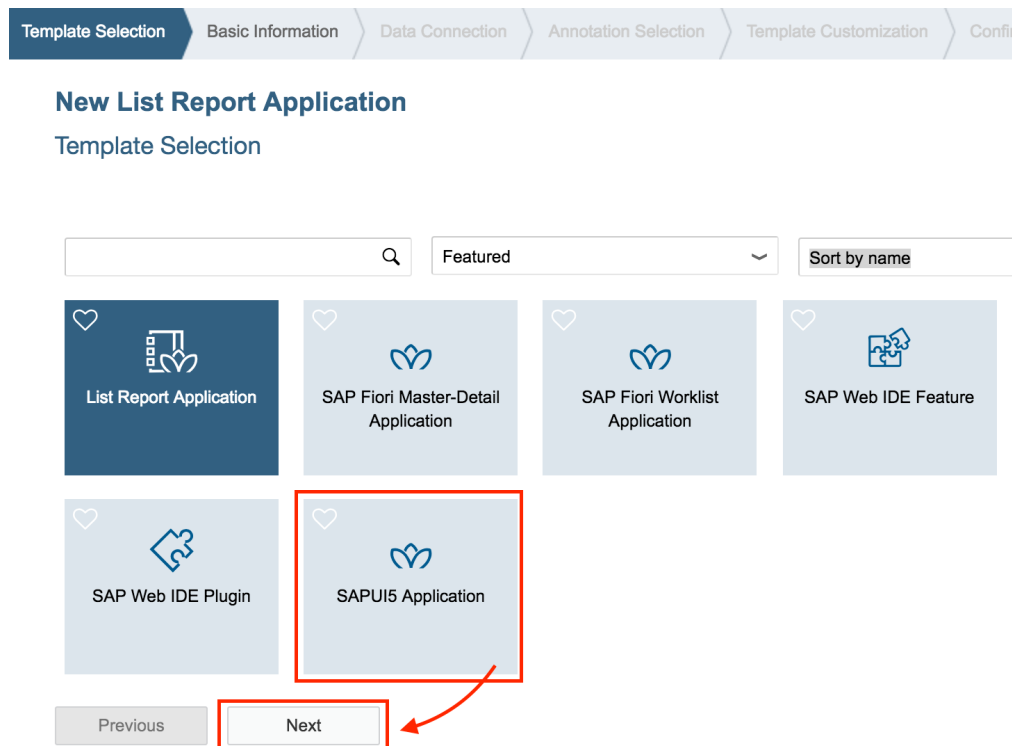 Template Selection
Basic Information
Data Connection
Annotation Selection
Template Customization
Confi
New List Report Application
Template Selection
Featured
Sort by name
List Report Application
SAP Fiori Master-Detail
Application
SAP Fiori Worklist
Application
SAP Web IDE Feature
SAP Web IDE Plugin
SAPUI5 Application
Previous
Next